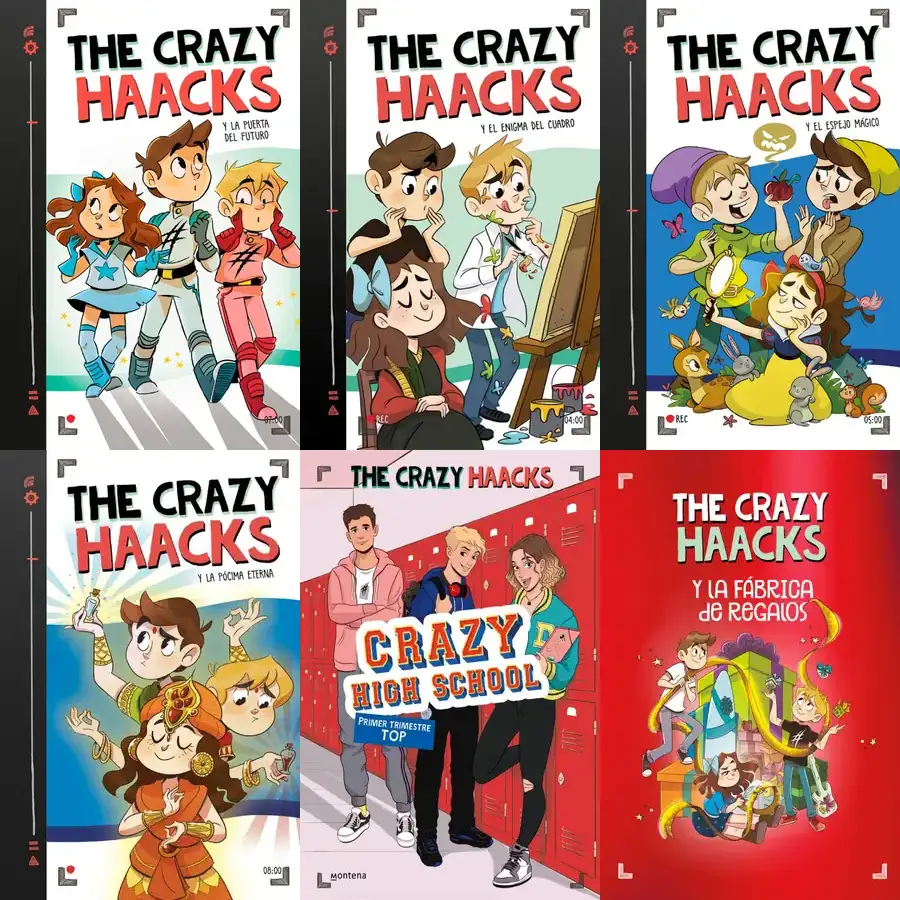 THE CRAZY
HAACKS
Y LA PUERTA
DEL FUTURO
07:00
THE CRAZY
HAACKS
Y EL ENIGMA DEL CUADRO
REC
04:00
THE CRAZY
HAACKS
Y EL ESPEJO MÁGICO
REC
05:00
THE CRAZY
HAACKS
Y LA PÓCIMA ETERNA
08:00
THE CRAZY HAACKS
CRAZY
HIGH SCHOOL
PRIMER TRIMESTRE
TOP
Montena
THE CRAZY
HAACKS
Y LA FÁBRICA
de REGALOS